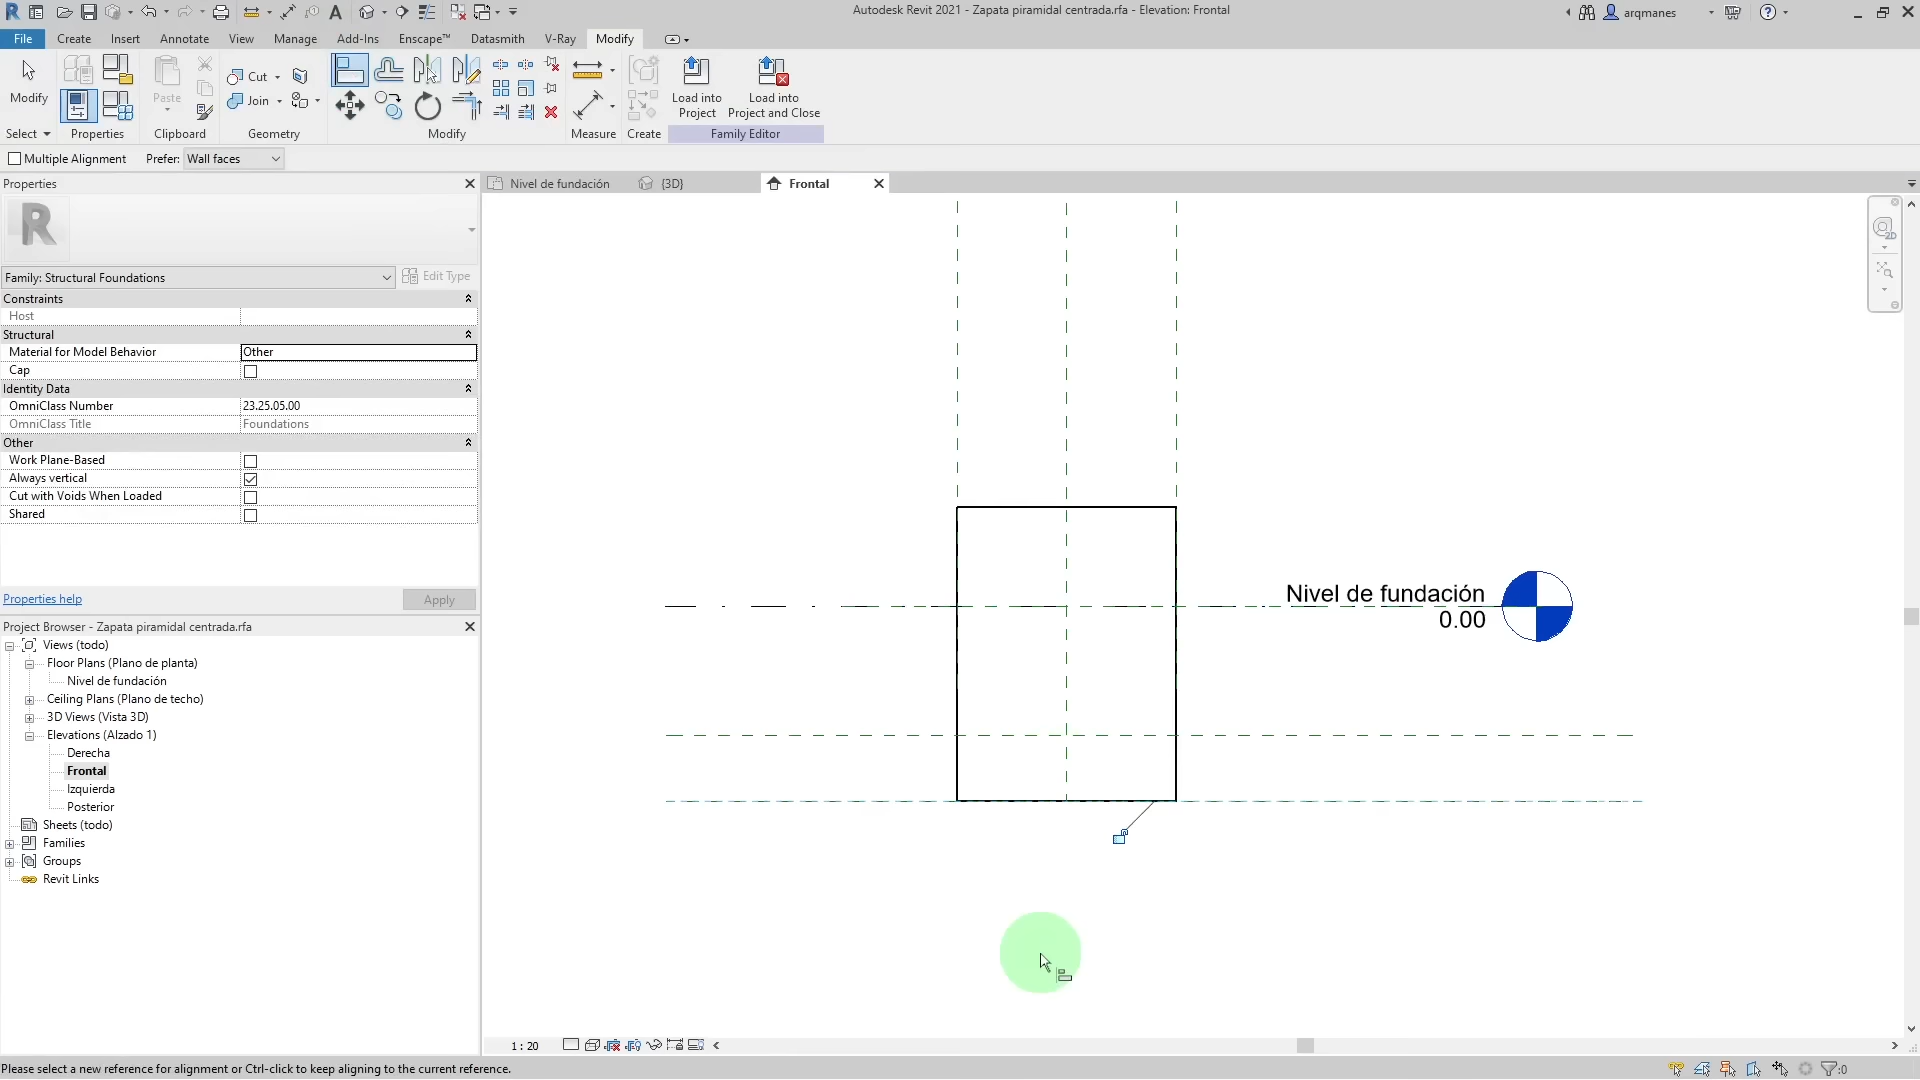 Autodesk Revit 2021 - Zapata piramidal centrada.rfa - Elevation: Frontal
arqmanes
File Create Insert Annotate View Manage Add-Ins Enscape™ Datasmith V-Ray Modify
Modify
Paste
Cut
Join
Load into Project
Load into Project and Close
Select Properties Clipboard Geometry Modify Measure Create Family Editor
Multiple Alignment Prefer: Wall faces
Properties
Nivel de fundación {3D} Frontal
R
Family: Structural Foundations Edit Type
Constraints
Host
Structural
Material for Model Behavior Other
Cap
Identity Data
OmniClass Number 23.25.05.00
OmniClass Title Foundations
Other
Work Plane-Based
Always vertical
Cut with Voids When Loaded
Shared
Properties help Apply
Project Browser - Zapata piramidal centrada.rfa
Views (todo)
Floor Plans (Plano de planta)
Nivel de fundación
Ceiling Plans (Plano de techo)
3D Views (Vista 3D)
Elevations (Alzado 1)
Derecha
Frontal
Izquierda
Posterior
Sheets (todo)
Families
Groups
Revit Links
Nivel de fundación
0.00
2D
1 : 20
Please select a new reference for alignment or Ctrl-click to keep aligning to the current reference.
:0